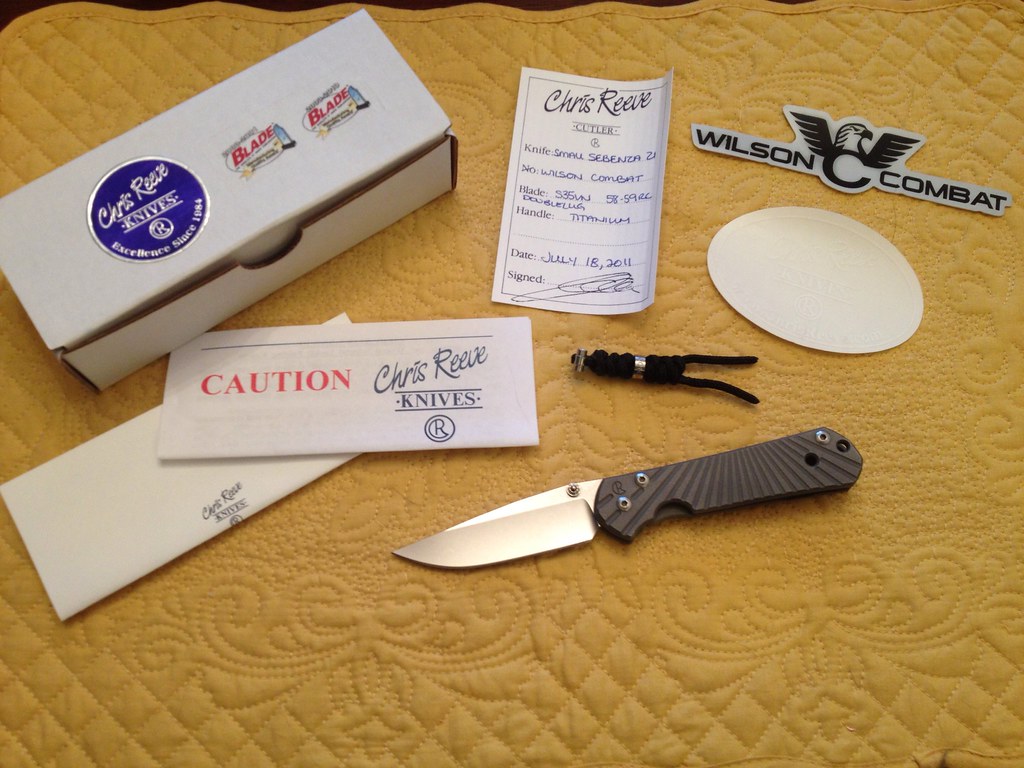 Chris Reeve
·KNIVES·
R
Excellence Since 1984
BLADE
BLADE
Chris Reeve
·CUTLER·
R
Knife: SMALL SEBENZA 21
No: WILSON COMBAT
Blade: S35VN 58-59RC
DOUBLE LUG
Handle: TITANIUM
Date: JULY 18, 2011
Signed:
WILSON COMBAT
CAUTION
Chris Reeve
·KNIVES·
R
Chris Reeve
KNIVES
R
R